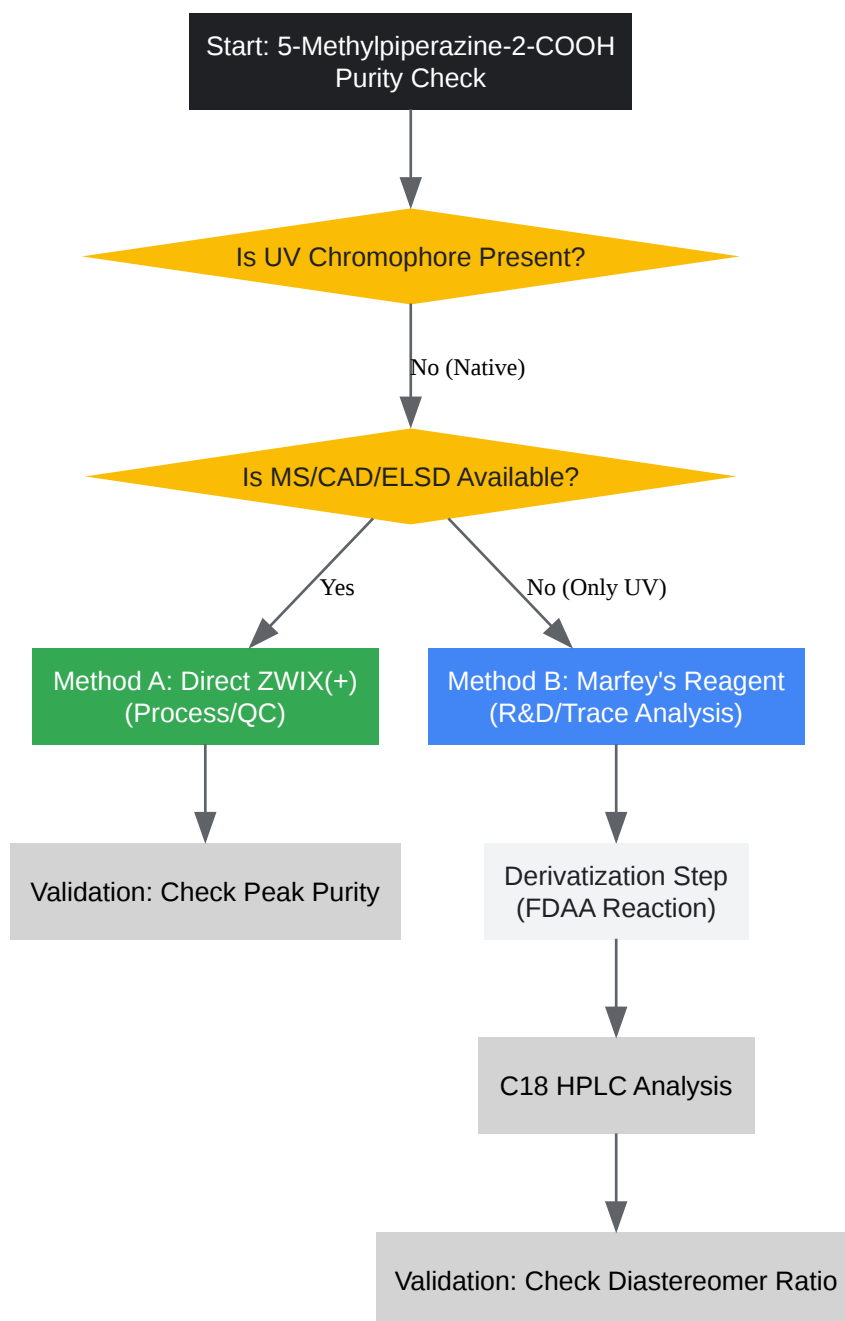 Start: 5-Methylpiperazine-2-COOH
Purity Check
Is UV Chromophore Present?
No (Native)
Is MS/CAD/ELSD Available?
Yes
No (Only UV)
Method A: Direct ZWIX(+)
(Process/QC)
Method B: Marfey's Reagent
(R&D/Trace Analysis)
Validation: Check Peak Purity
Derivatization Step
(FDAA Reaction)
C18 HPLC Analysis
Validation: Check Diastereomer Ratio